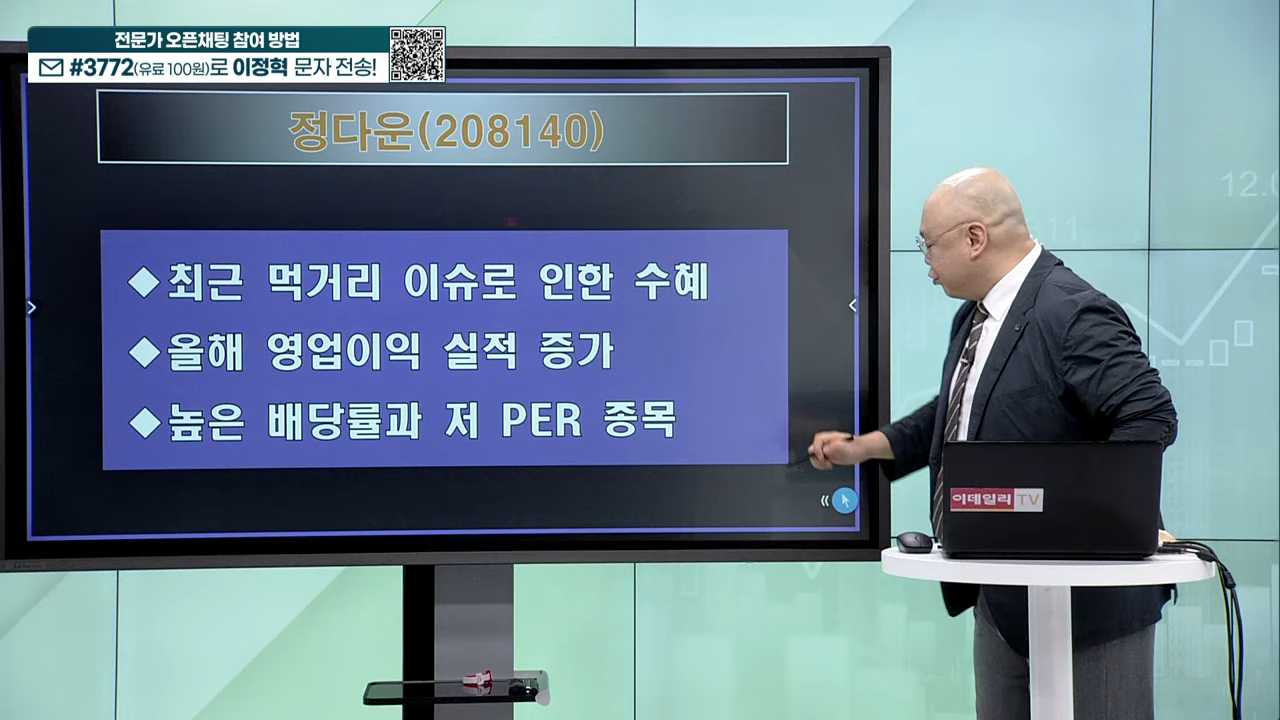 전문가 오픈채팅 참여 방법
#3772(유료 100원)로 이정혁 문자 전송!
정다운(208140)
◆최근 먹거리 이슈로 인한 수혜
◆올해 영업이익 실적 증가
◆높은 배당률과 저 PER 종목
이데일리TV